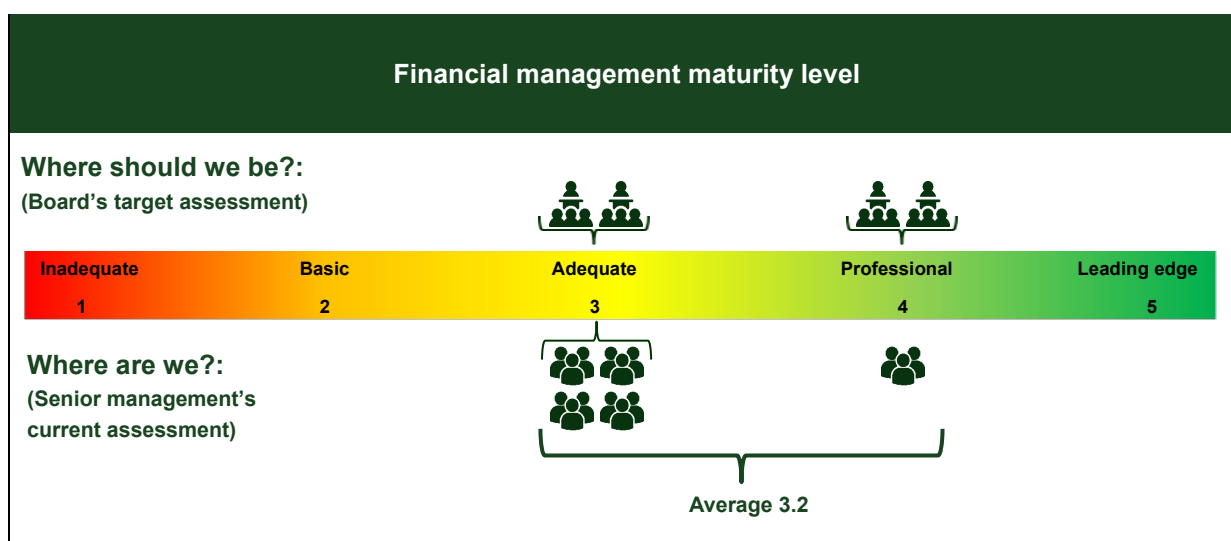 Financial management maturity level
Where should we be?:
(Board’s target assessment)
Inadequate Basic Adequate Professional Leading edge
1 2 3 4 5
Where are we?:
(Senior management’s
current assessment)
Average 3.2